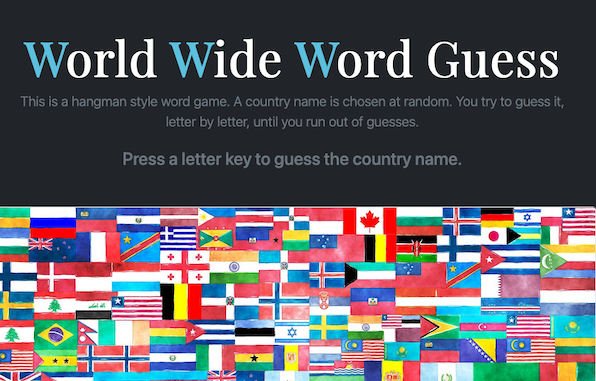 World Wide Word Guess
This is a hangman style word game. A country name is chosen at random. You try to guess it,
letter by letter, until you run out of guesses.
Press a letter key to guess the country name.